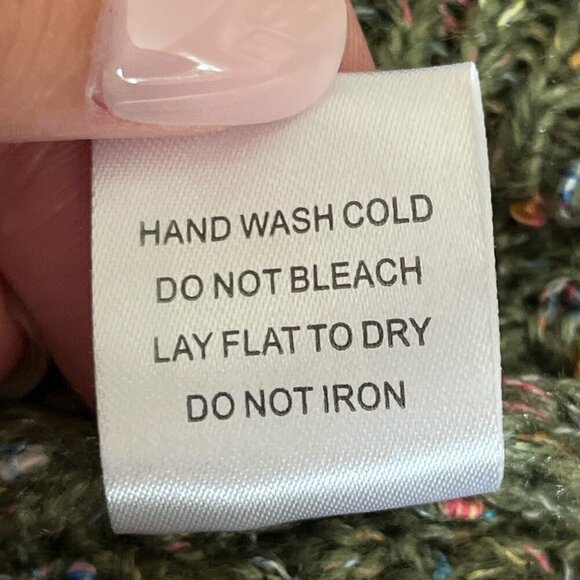 HAND WASH COLD
DO NOT BLEACH
LAY FLAT TO DRY
DO NOT IRON